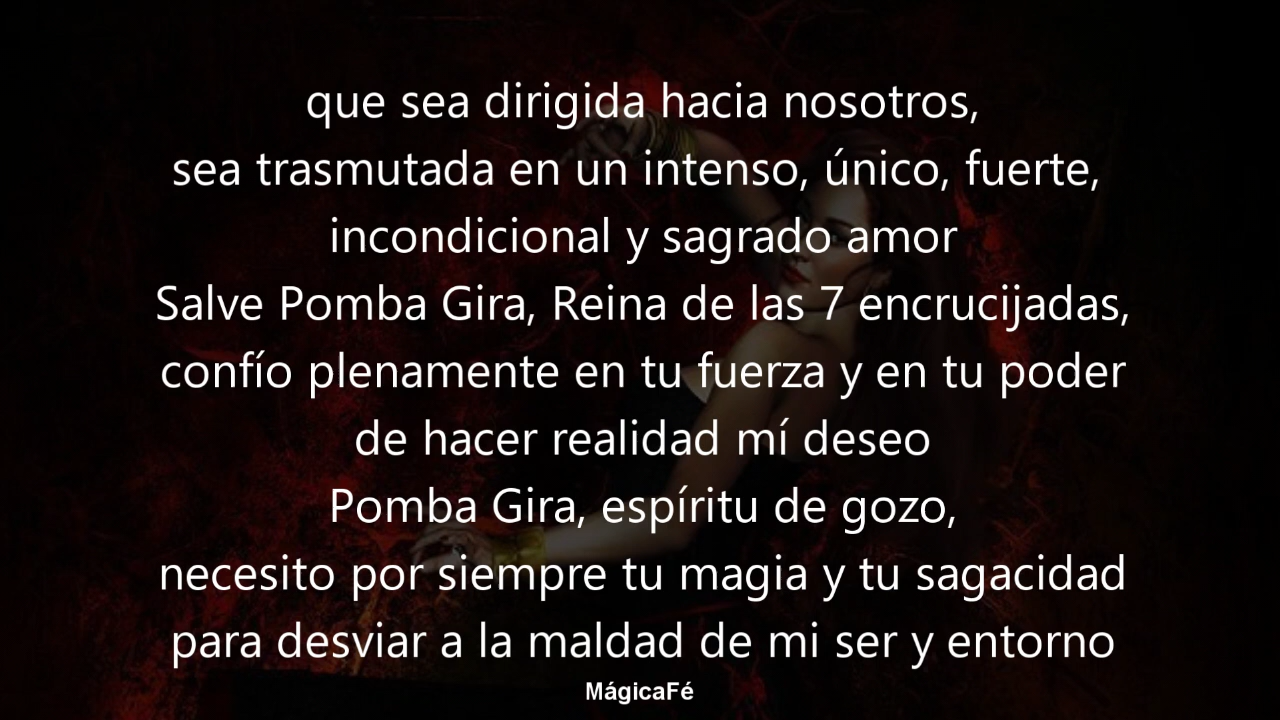 que sea dirigida hacia nosotros,
sea trasmutada en un intenso, único, fuerte,
incondicional y sagrado amor
Salve Pomba Gira, Reina de las 7 encrucijadas,
confío plenamente en tu fuerza y en tu poder
de hacer realidad mí deseo
Pomba Gira, espíritu de gozo,
necesito por siempre tu magia y tu sagacidad
para desviar a la maldad de mi ser y entorno
MágicaFé